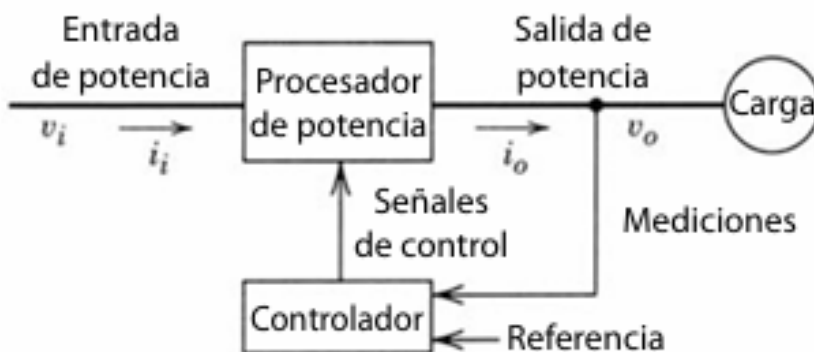 Entrada
de potencia
Procesador
de potencia
Salida de
potencia
Carga
v_i
i_i
i_o
v_o
Señales
de control
Mediciones
Controlador
Referencia